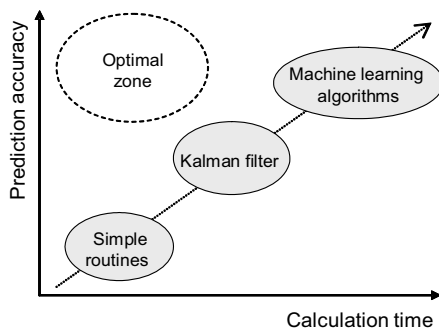 Prediction accuracy
Optimal
zone
Machine learning
algorithms
Kalman filter
Simple
routines
Calculation time